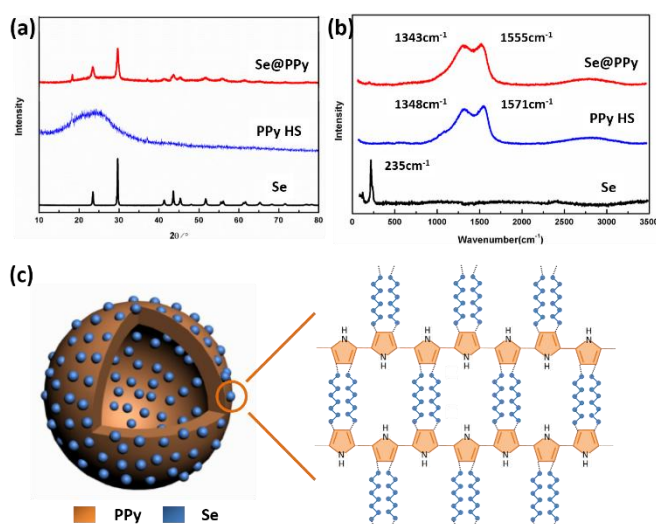 (a)
Se@PPy
PPy HS
Se
Intensity
10 20 30 40 50 60 70 80
2θ/°
(b)
1343cm⁻¹ 1555cm⁻¹
Se@PPy
1348cm⁻¹ 1571cm⁻¹
PPy HS
235cm⁻¹
Se
Intensity
0 500 1000 1500 2000 2500 3000 3500
Wavenumber(cm⁻¹)
(c)
H N H N H N H N
N H N H N H
H N H N H N
N H N H N H N H
PPy Se